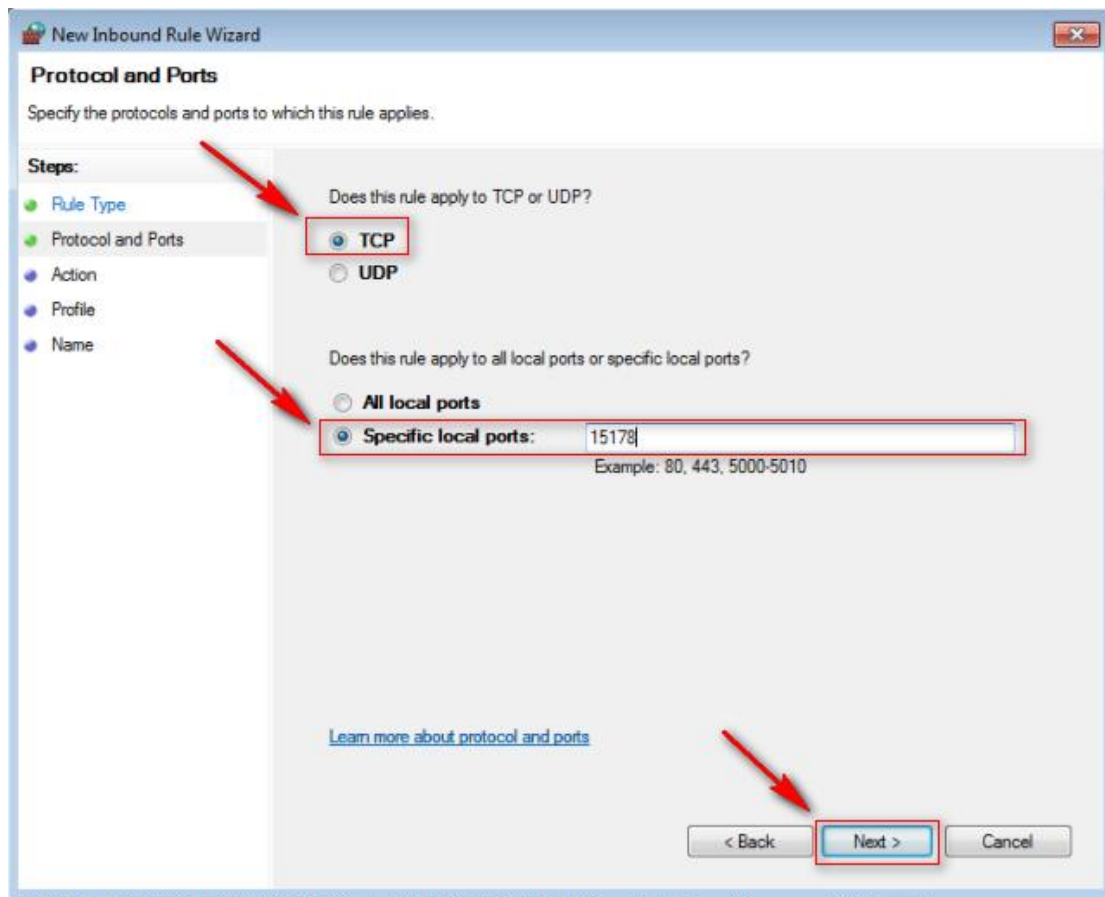 New Inbound Rule Wizard
Protocol and Ports
Specify the protocols and ports to which this rule applies.
Steps:
Rule Type
Protocol and Ports
Action
Profile
Name
Does this rule apply to TCP or UDP?
TCP
UDP
Does this rule apply to all local ports or specific local ports?
All local ports
Specific local ports: 15178
Example: 80, 443, 5000-5010
Learn more about protocol and ports
< Back Next > Cancel